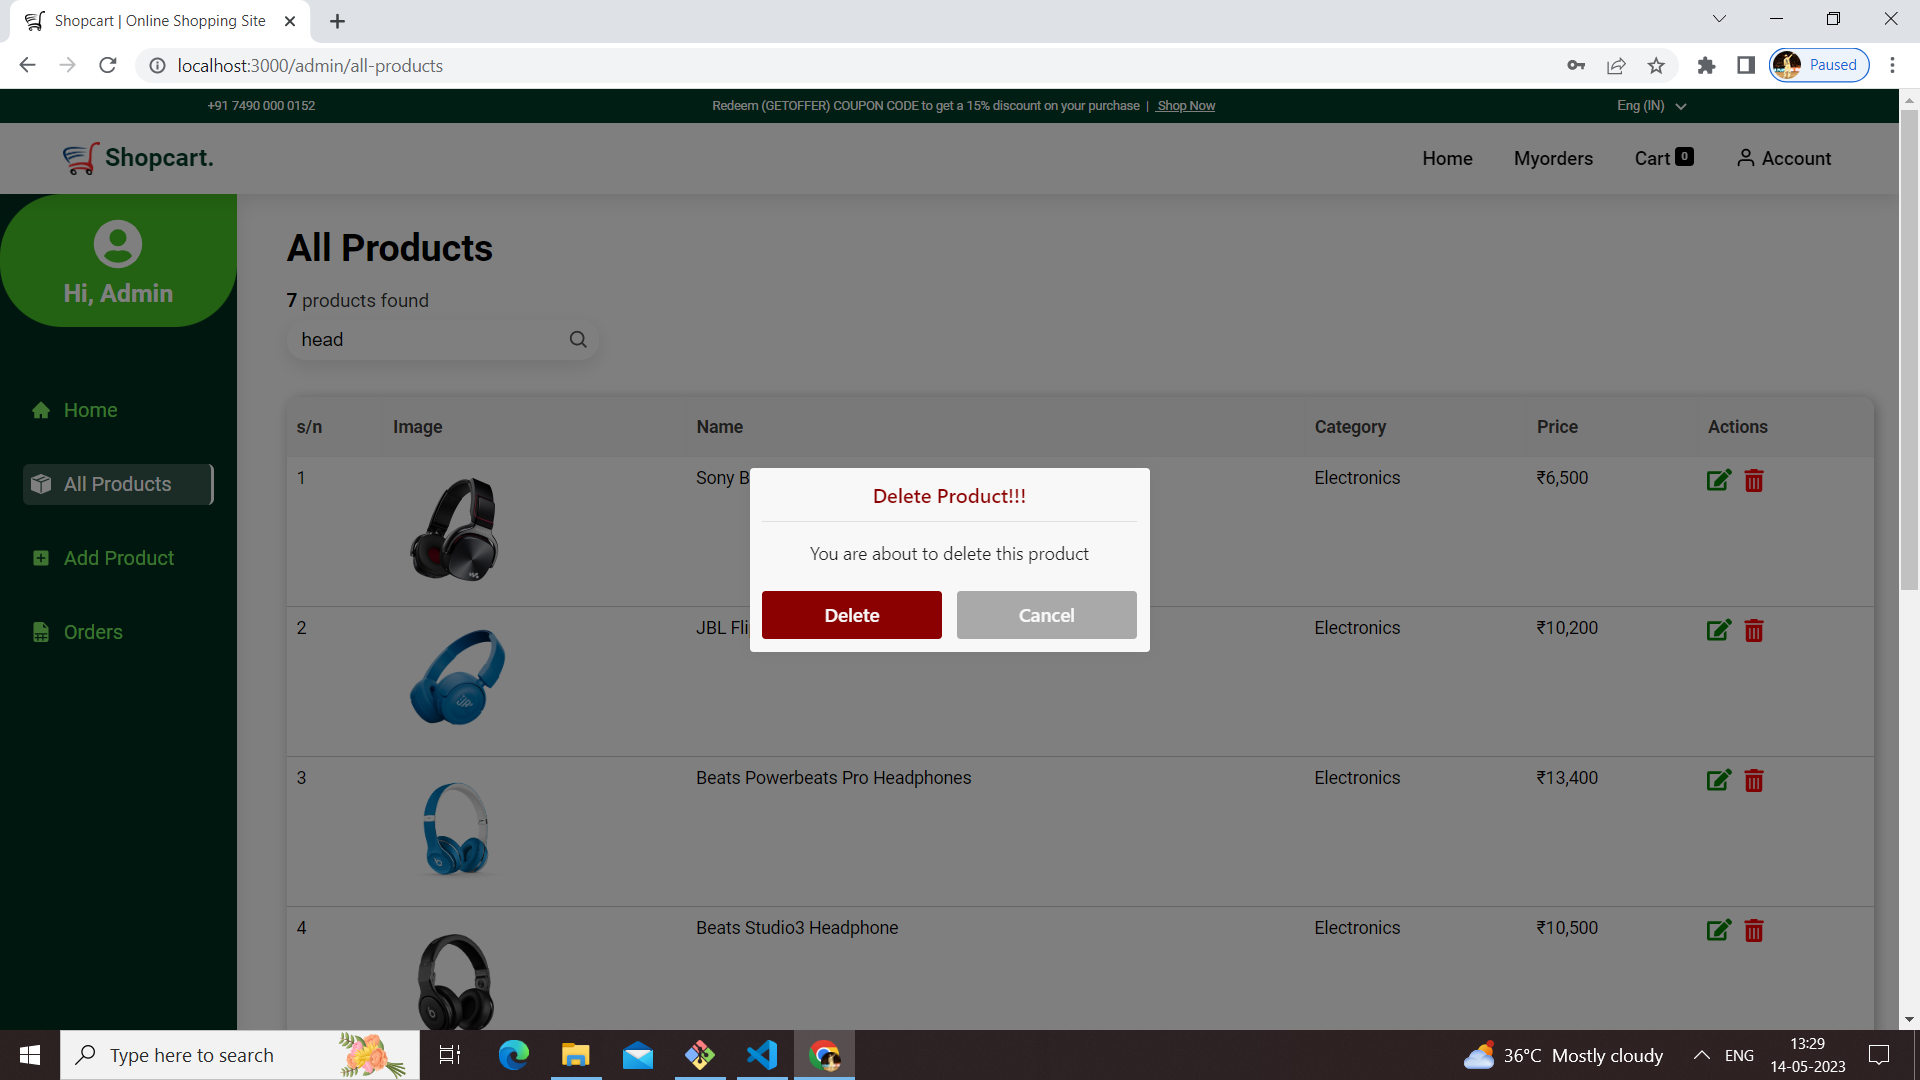 Shopcart | Online Shopping Site
localhost:3000/admin/all-products
Paused
+91 7490 000 0152
Redeem (GETOFFER) COUPON CODE to get a 15% discount on your purchase | Shop Now
Eng (IN)
Shopcart.
Home
Myorders
Cart 0
Account
Hi, Admin
Home
All Products
Add Product
Orders
All Products
7 products found
head
s/n Image Name Category Price Actions
1 Sony B Electronics ₹6,500
Delete Product!!!
You are about to delete this product
Delete Cancel
2 JBL Fli Electronics ₹10,200
3 Beats Powerbeats Pro Headphones Electronics ₹13,400
4 Beats Studio3 Headphone Electronics ₹10,500
Type here to search
36°C Mostly cloudy
ENG
13:29
14-05-2023